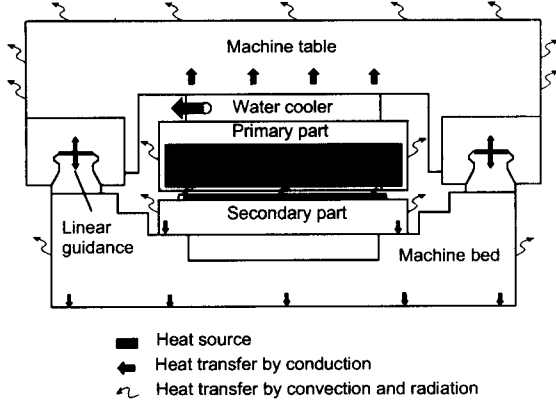 Machine table
Water cooler
Primary part
Linear
guidance
Secondary part
Machine bed
Heat source
Heat transfer by conduction
Heat transfer by convection and radiation